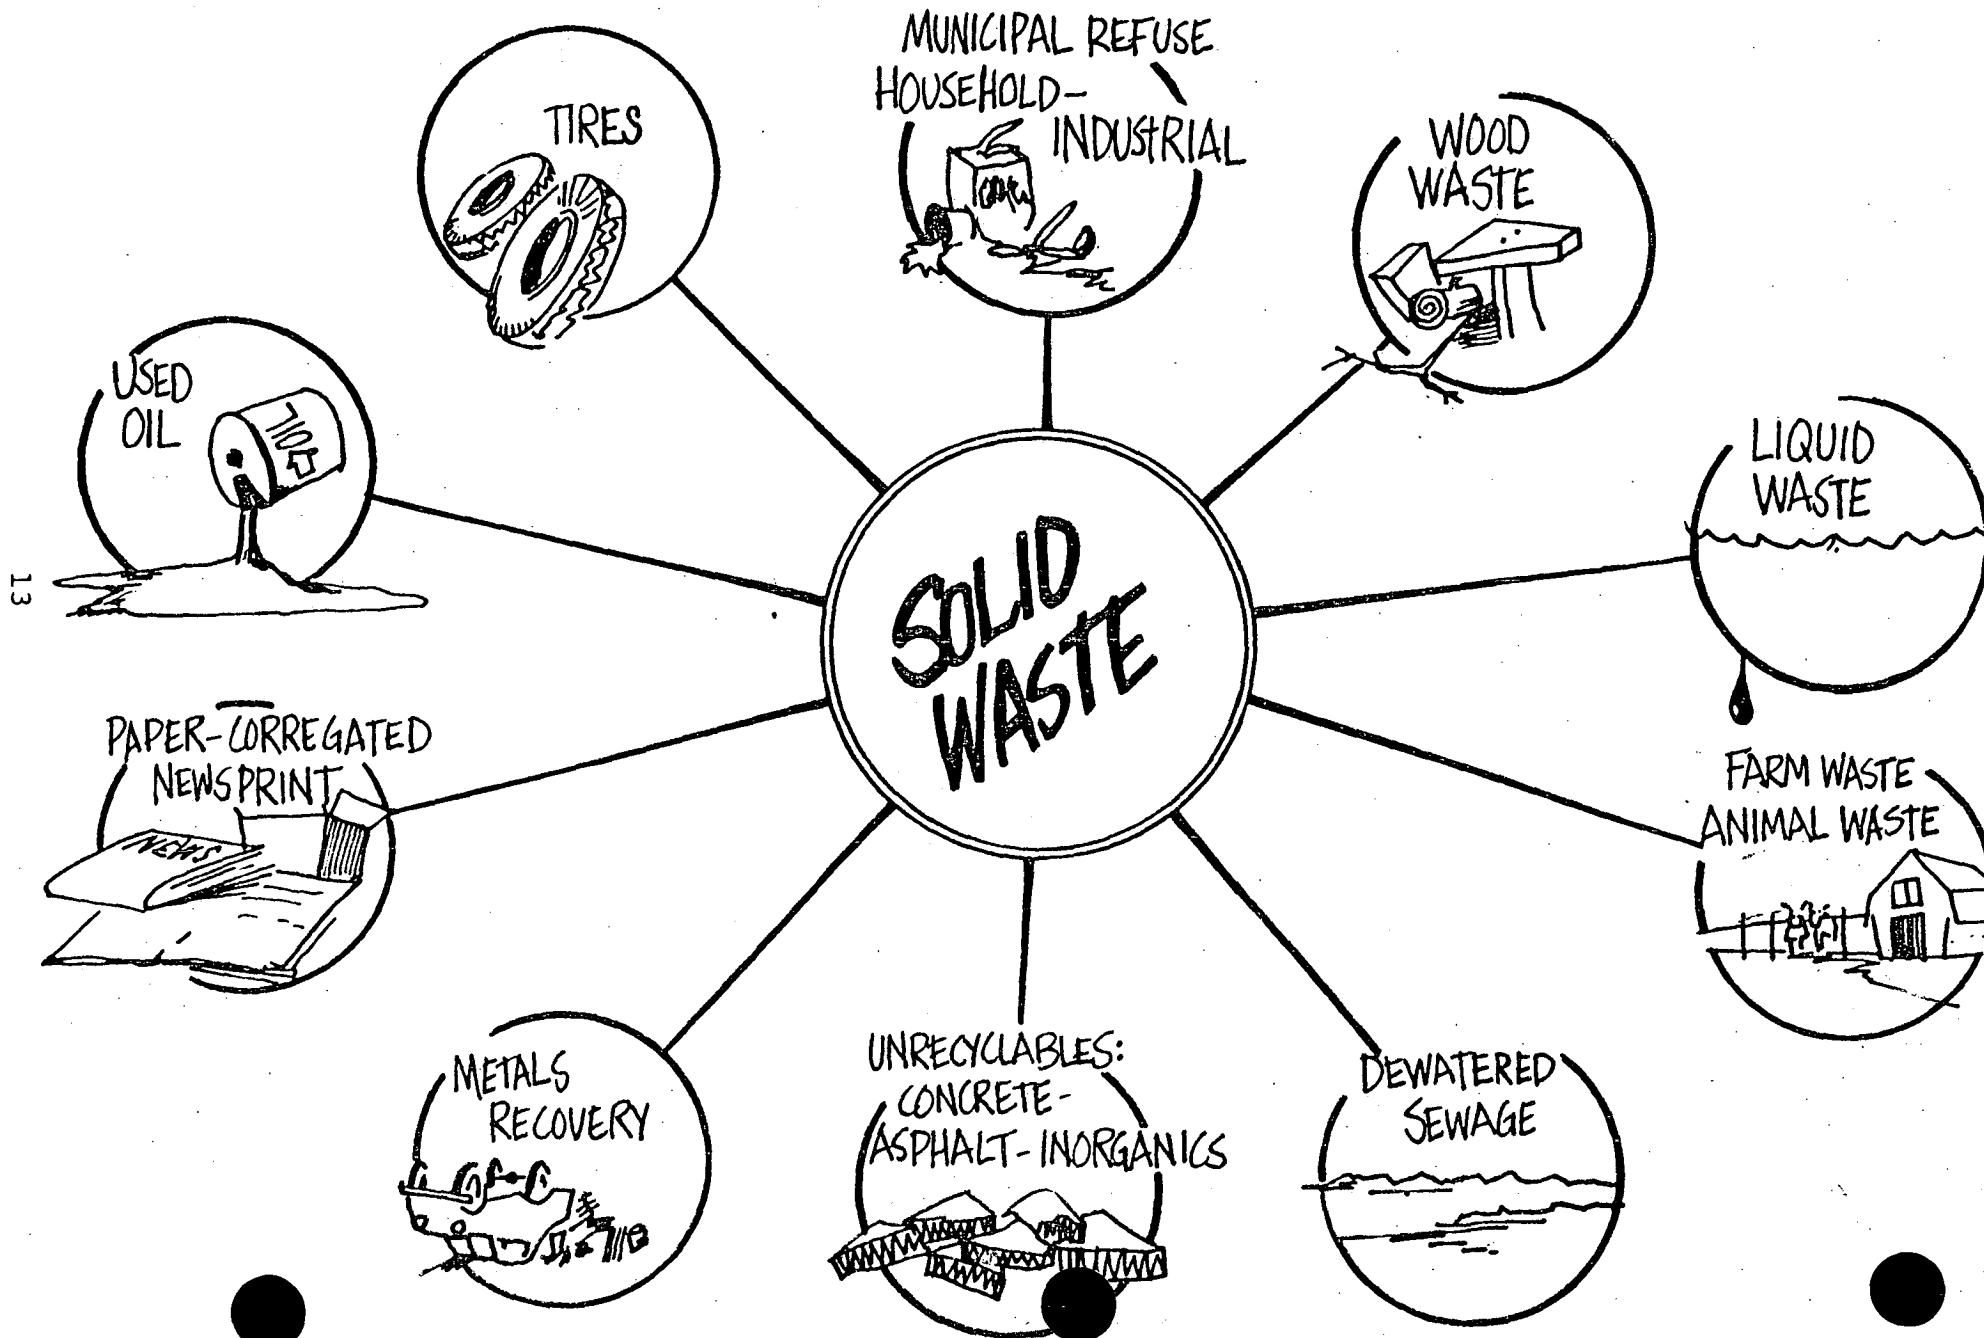 MUNICIPAL REFUSE
HOUSEHOLD-
INDUSTRIAL
TIRES
WOOD
WASTE
USED
OIL
OIL
LIQUID
WASTE
SOLID
WASTE
13
PAPER-CORREGATED
NEWSPRINT
NEWS
FARM WASTE
ANIMAL WASTE
METALS
RECOVERY
UNRECYCLABLES:
CONCRETE-
ASPHALT-INORGANICS
DEWATERED
SEWAGE